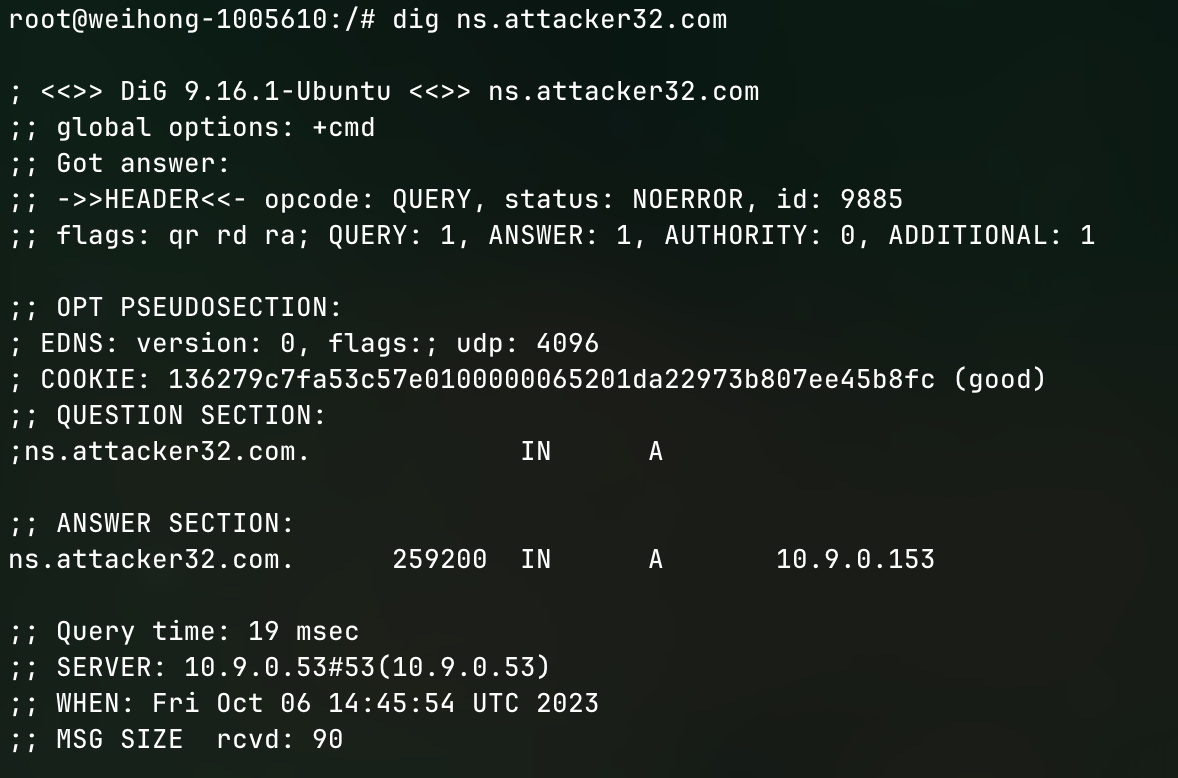 root@weihong-1005610:/# dig ns.attacker32.com
; <<>> DiG 9.16.1-Ubuntu <<>> ns.attacker32.com
;; global options: +cmd
;; Got answer:
;; ->>HEADER<<- opcode: QUERY, status: NOERROR, id: 9885
;; flags: qr rd ra; QUERY: 1, ANSWER: 1, AUTHORITY: 0, ADDITIONAL: 1
;; OPT PSEUDOSECTION:
; EDNS: version: 0, flags:; udp: 4096
; COOKIE: 136279c7fa53c57e0100000065201da22973b807ee45b8fc (good)
;; QUESTION SECTION:
;ns.attacker32.com. IN A
;; ANSWER SECTION:
ns.attacker32.com. 259200 IN A 10.9.0.153
;; Query time: 19 msec
;; SERVER: 10.9.0.53#53(10.9.0.53)
;; WHEN: Fri Oct 06 14:45:54 UTC 2023
;; MSG SIZE  rcvd: 90